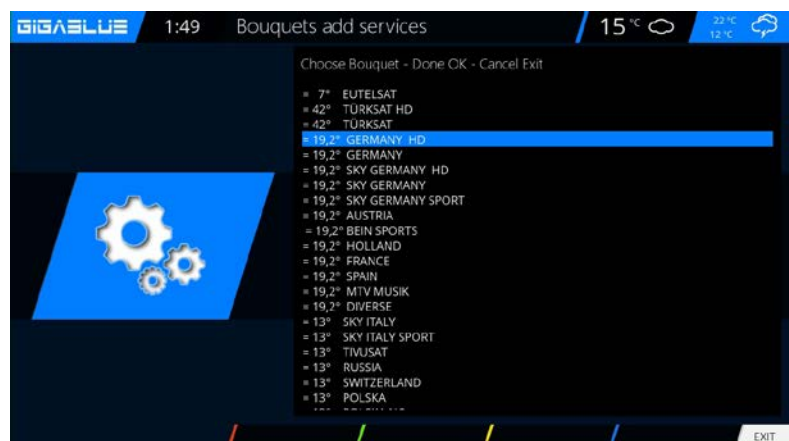 GIGABLUE 1:49 Bouquets add services 15 °C 22 °C
12 °C
Choose Bouquet - Done OK - Cancel Exit
= 7° EUTELSAT
= 42° TÜRKSAT HD
= 42° TÜRKSAT
= 19,2° GERMANY HD
= 19,2° GERMANY
= 19,2° SKY GERMANY HD
= 19,2° SKY GERMANY
= 19,2° SKY GERMANY SPORT
= 19,2° AUSTRIA
= 19,2° BEIN SPORTS
= 19,2° HOLLAND
= 19,2° FRANCE
= 19,2° SPAIN
= 19,2° MTV MUSIK
= 19,2° DIVERSE
= 13° SKY ITALY
= 13° SKY ITALY SPORT
= 13° TIVUSAT
= 13° RUSSIA
= 13° SWITZERLAND
= 13° POLSKA
EXIT